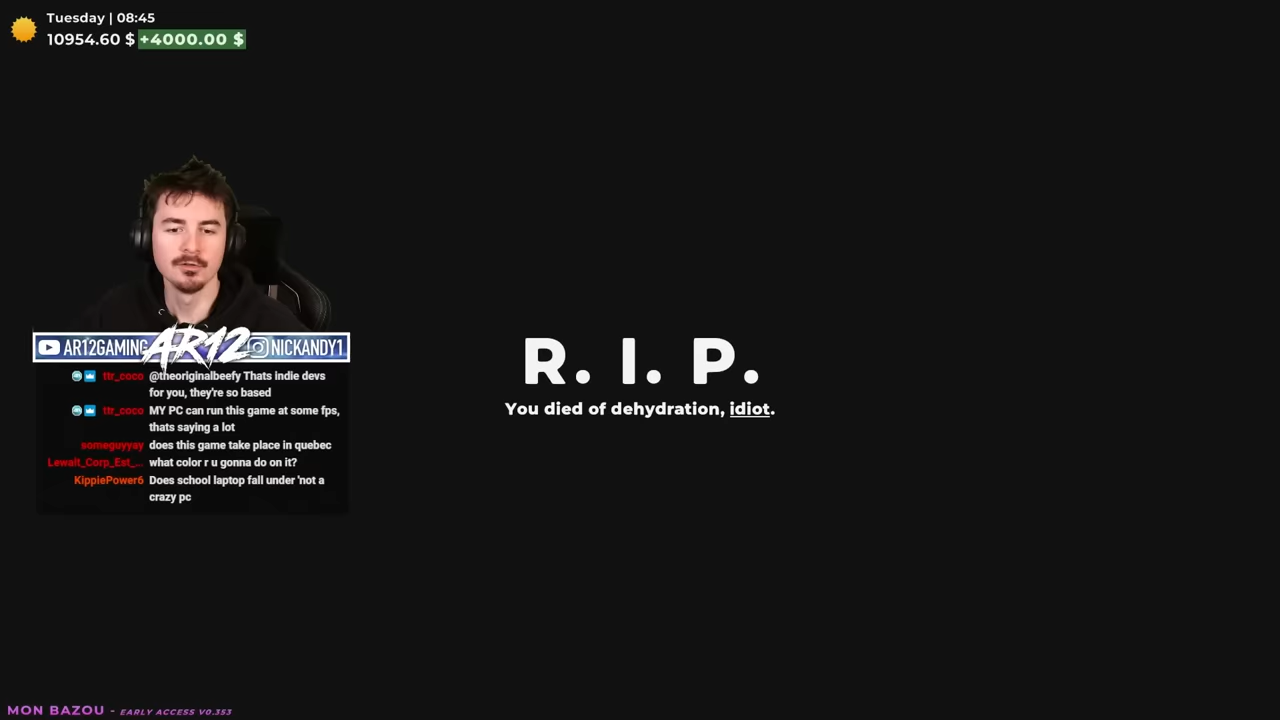 Tuesday | 08:45
10954.60 $ +4000.00 $
AR12GAMING AR12 NICKANDY1
ttr_coco @theoriginalbeefy Thats indie devs
for you, they're so based
ttr_coco MY PC can run this game at some fps,
thats saying a lot
someguyyay does this game take place in quebec
Lewalt_Corp_Est_... what color r u gonna do on it?
KippiePower6 Does school laptop fall under 'not a
crazy pc
R. I. P.
You died of dehydration, idiot.
MON BAZOU - EARLY ACCESS V0.353